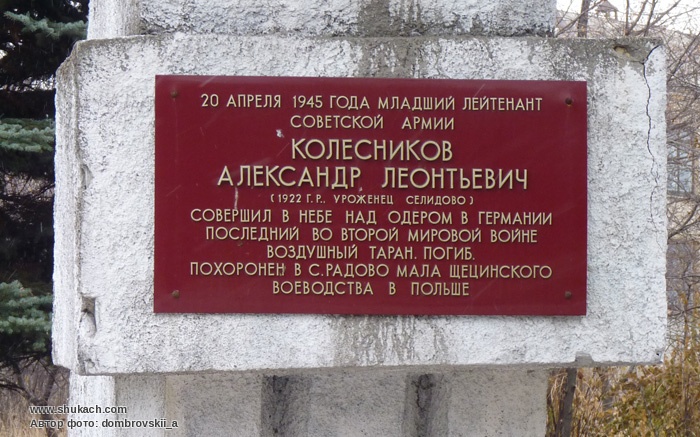 20 АПРЕЛЯ 1945 ГОДА МЛАДШИЙ ЛЕЙТЕНАНТ
СОВЕТСКОЙ АРМИИ
КОЛЕСНИКОВ
АЛЕКСАНДР ЛЕОНТЬЕВИЧ
(1922 Г.Р., УРОЖЕНЕЦ СЕЛИДОВО)
СОВЕРШИЛ В НЕБЕ НАД ОДЕРОМ В ГЕРМАНИИ
ПОСЛЕДНИЙ ВО ВТОРОЙ МИРОВОЙ ВОЙНЕ
ВОЗДУШНЫЙ ТАРАН. ПОГИБ.
ПОХОРОНЕН В С.РАДОВО МАЛА ЩЕЦИНСКОГО
ВОЕВОДСТВА В ПОЛЬШЕ
www.shukach.com
Автор фото: dombrovskii_a